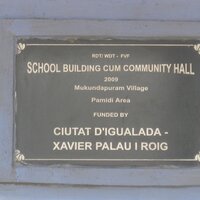 RDT/ WDT - FVF
SCHOOL BUILDING CUM COMMUNITY HALL
2009
Mukundapuram Village
Pamidi Area
FUNDED BY
CIUTAT D'IGUALADA -
XAVIER PALAU I ROIG